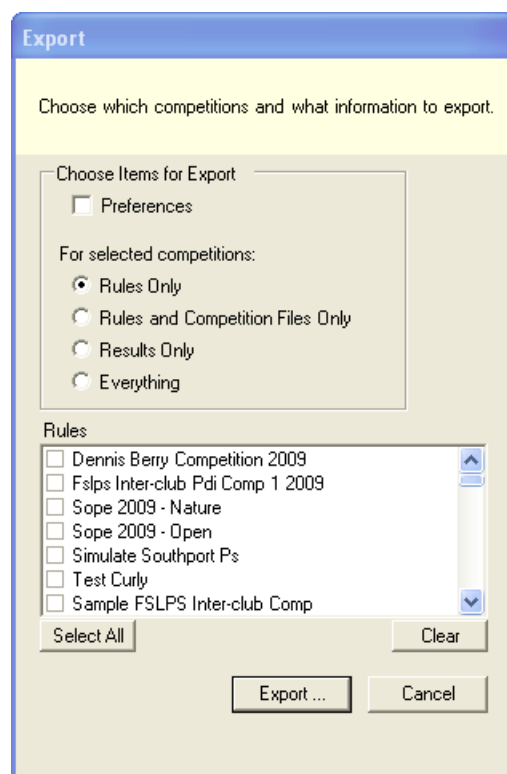 Export
Choose which competitions and what information to export.
Choose Items for Export
Preferences
For selected competitions:
Rules Only
Rules and Competition Files Only
Results Only
Everything
Rules
Dennis Berry Competition 2009
Fslps Inter-club Pdi Comp 1 2009
Sope 2009 - Nature
Sope 2009 - Open
Simulate Southport Ps
Test Curly
Sample FSLPS Inter-club Comp
Select All
Clear
Export ...
Cancel